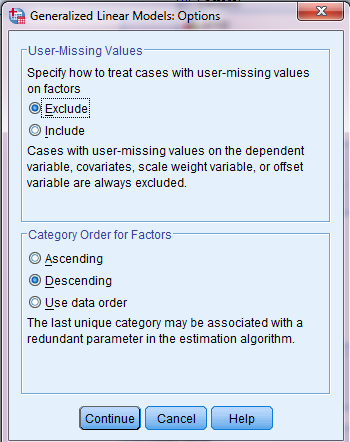 Generalized Linear Models: Options
User-Missing Values
Specify how to treat cases with user-missing values
on factors
Exclude
Include
Cases with user-missing values on the dependent
variable, covariates, scale weight variable, or offset
variable are always excluded.
Category Order for Factors
Ascending
Descending
Use data order
The last unique category may be associated with a
redundant parameter in the estimation algorithm.
Continue Cancel Help